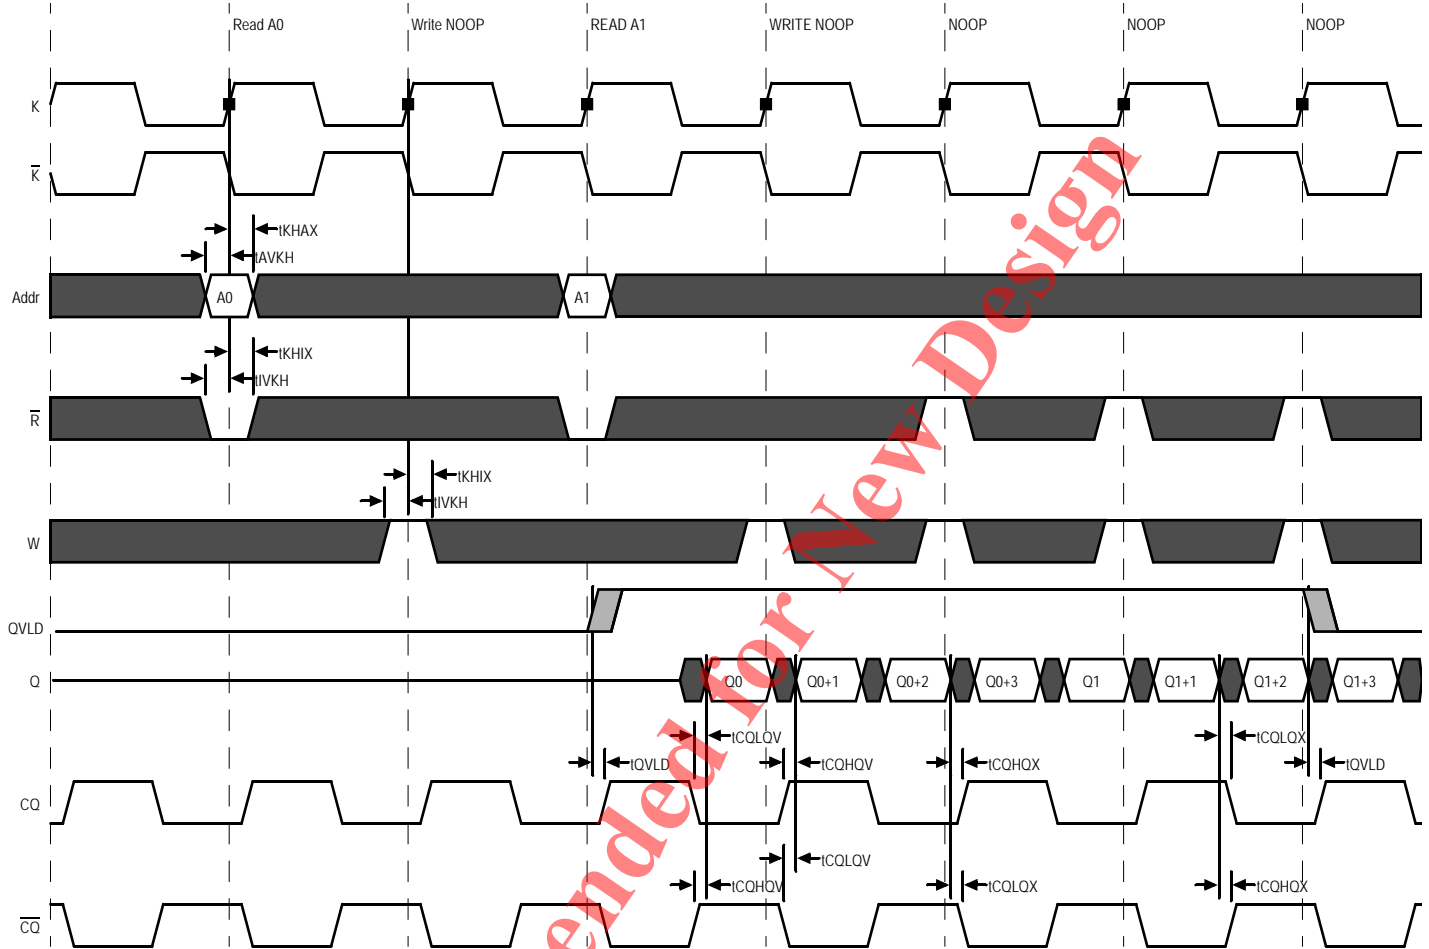 Read A0
Write NOOP
READ A1
WRITE NOOP
NOOP
NOOP
NOOP
K
K
tKHAX
tAVKH
Addr
A0
A1
tKHIX
tIVKH
R
tKHIX
tIVKH
W
QVLD
Q
Q0
Q0+1
Q0+2
Q0+3
Q1
Q1+1
Q1+2
Q1+3
tCQLQV
tCQLQX
tQVLD
tCQHQV
tCQHQX
tQVLD
CQ
tCQLQV
tCQHQV
tCQLQX
tCQHQX
CQ
ended for New Design